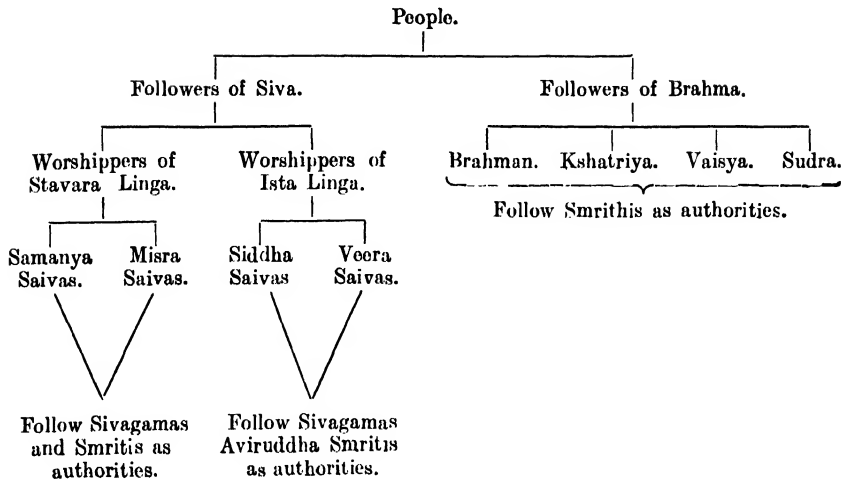 People.
Followers of Siva.
Followers of Brahma.
Worshippers of
Stavara Linga.
Worshippers of
Ista Linga.
Brahman. Kshatriya. Vaisya. Sudra.
Follow Smrithis as authorities.
Samanya
Saivas.
Misra
Saivas.
Siddha
Saivas
Veera
Saivas.
Follow Sivagamas
and Smritis as
authorities.
Follow Sivagamas
Aviruddha Smritis
as authorities.